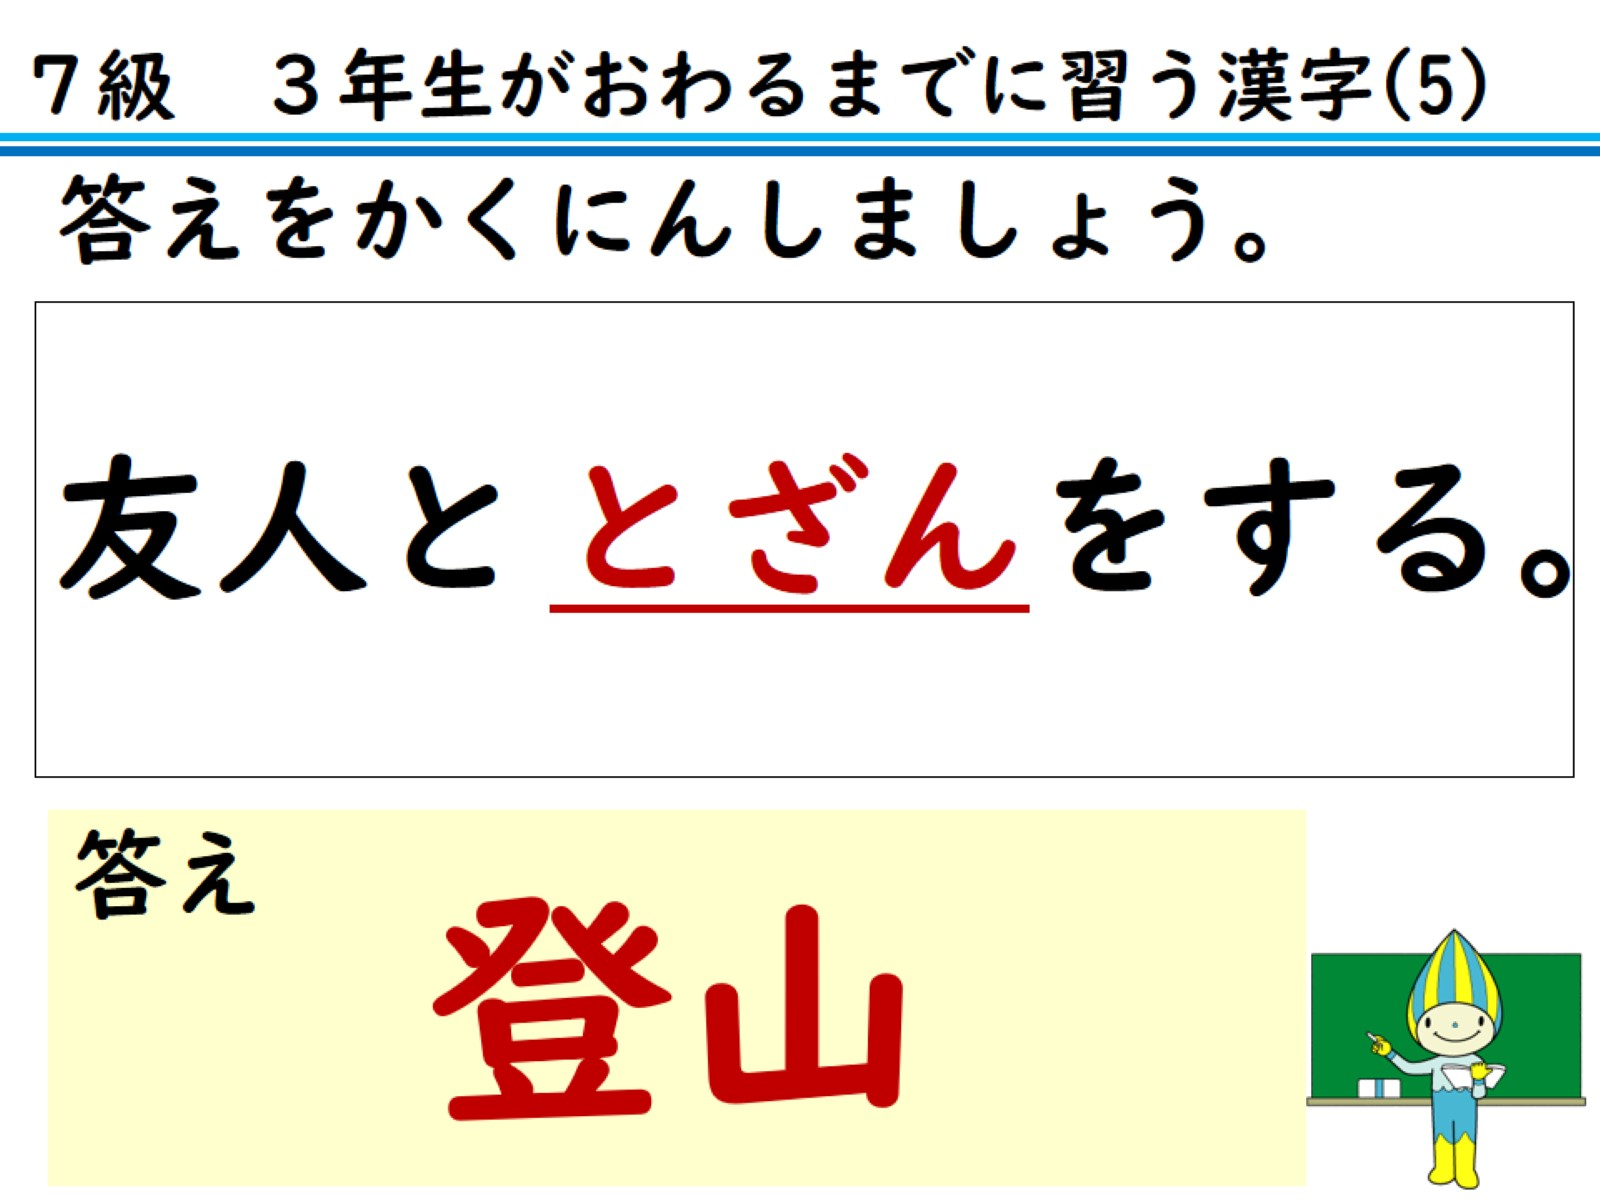 ７級　３年生がおわるまでに習う漢字(5)
答えをかくにんしましょう。
友人ととざんをする。
答え
登山